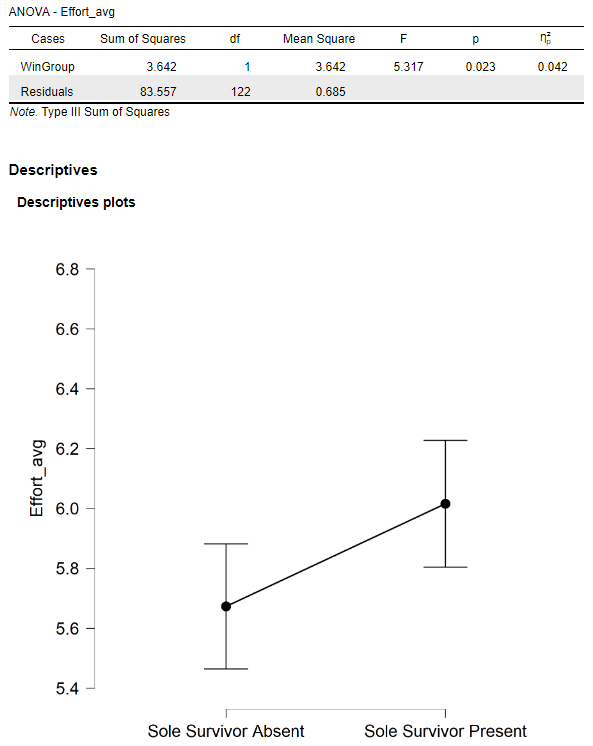 ANOVA - Effort_avg
Cases Sum of Squares df Mean Square F p η²p
WinGroup 3.642 1 3.642 5.317 0.023 0.042
Residuals 83.557 122 0.685
Note. Type III Sum of Squares
Descriptives
Descriptives plots
6.8
6.6
6.4
6.2
6.0
5.8
5.6
5.4
Effort_avg
Sole Survivor Absent Sole Survivor Present